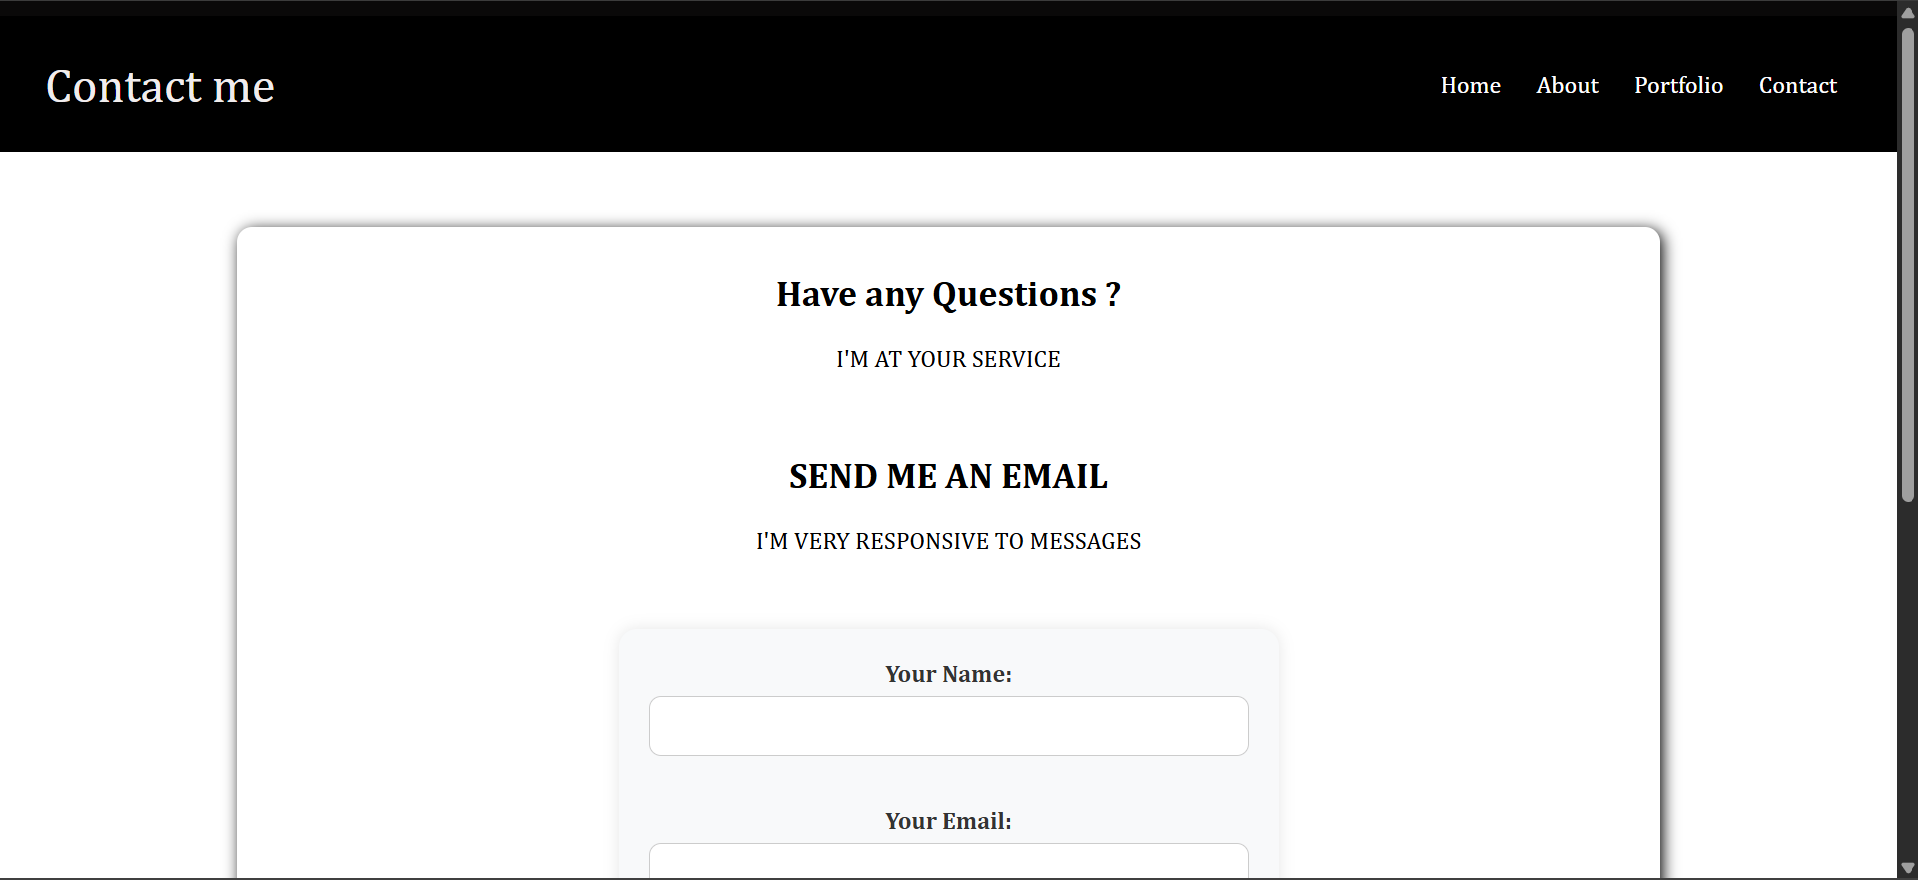 Contact me
Home About Portfolio Contact
Have any Questions ?
I'M AT YOUR SERVICE
SEND ME AN EMAIL
I'M VERY RESPONSIVE TO MESSAGES
Your Name:
Your Email: